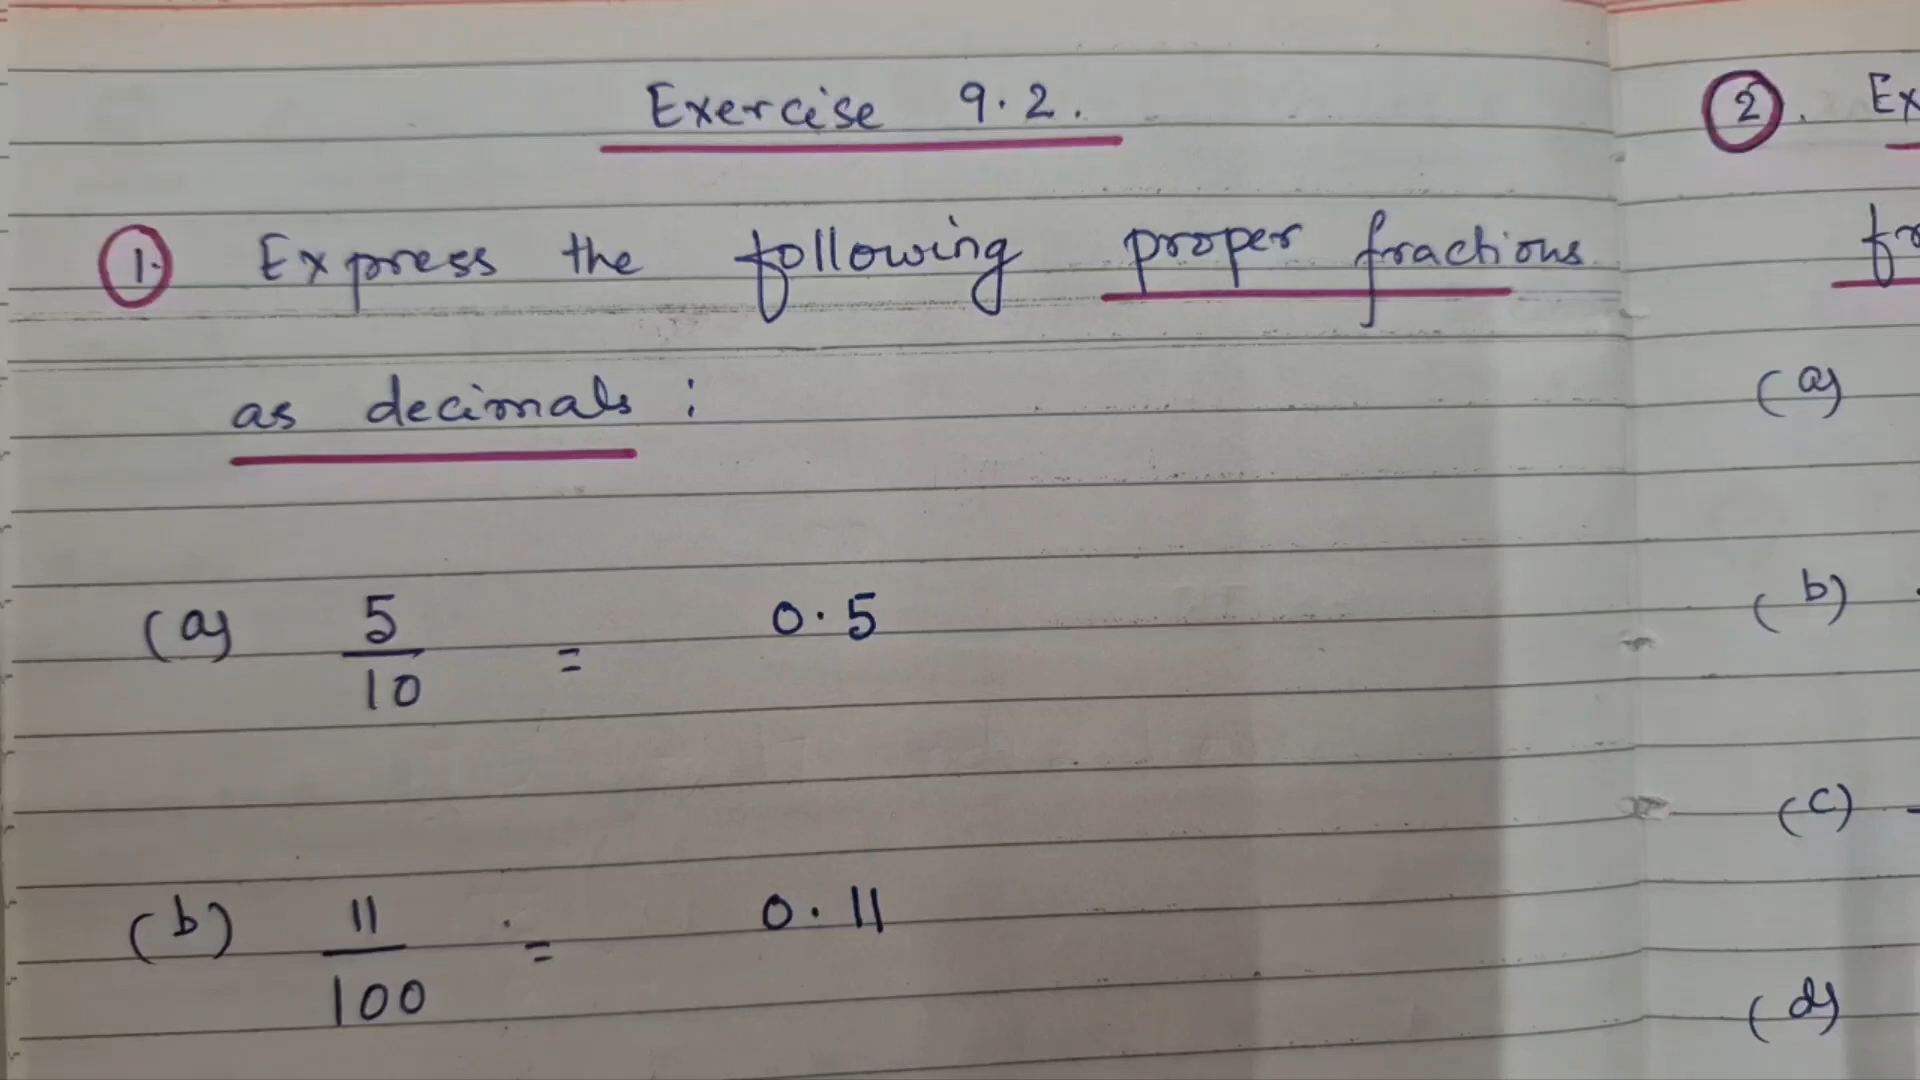 Exercise 9.2.
1. Express the following proper fractions
as decimals :
(a) 5/10 = 0.5
(b) 11/100 = 0.11
2. Ex
fr
(a)
(b)
(c)
(d)